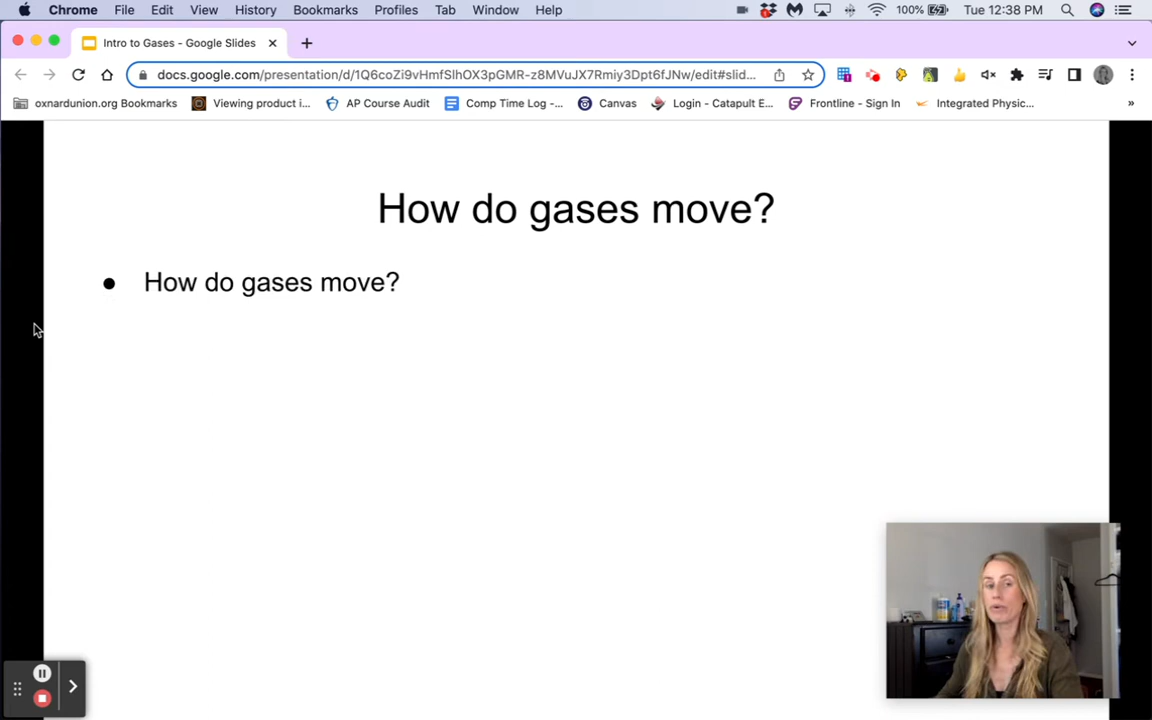 Chrome File Edit View History Bookmarks Profiles Tab Window Help 100% Tue 12:38 PM
Intro to Gases - Google Slides
docs.google.com/presentation/d/1Q6coZi9vHmfSlhOX3pGMR-z8MVuJX7Rmiy3Dpt6fJNw/edit#slid...
oxnardunion.org Bookmarks Viewing product i... AP Course Audit Comp Time Log -... Canvas Login - Catapult E... Frontline - Sign In Integrated Physic... »
How do gases move?
● How do gases move?